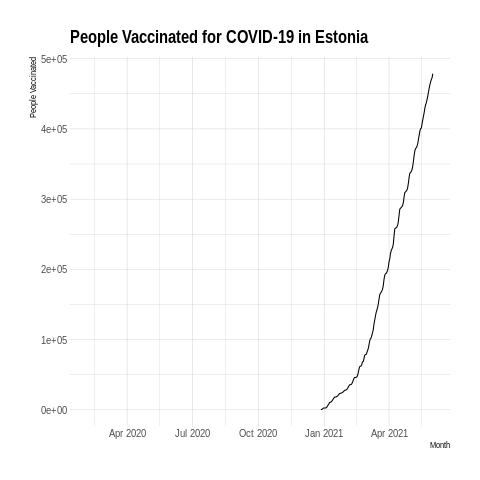 People Vaccinated for COVID-19 in Estonia
People Vaccinated
5e+05
4e+05
3e+05
2e+05
1e+05
0e+00
Apr 2020
Jul 2020
Oct 2020
Jan 2021
Apr 2021
Month